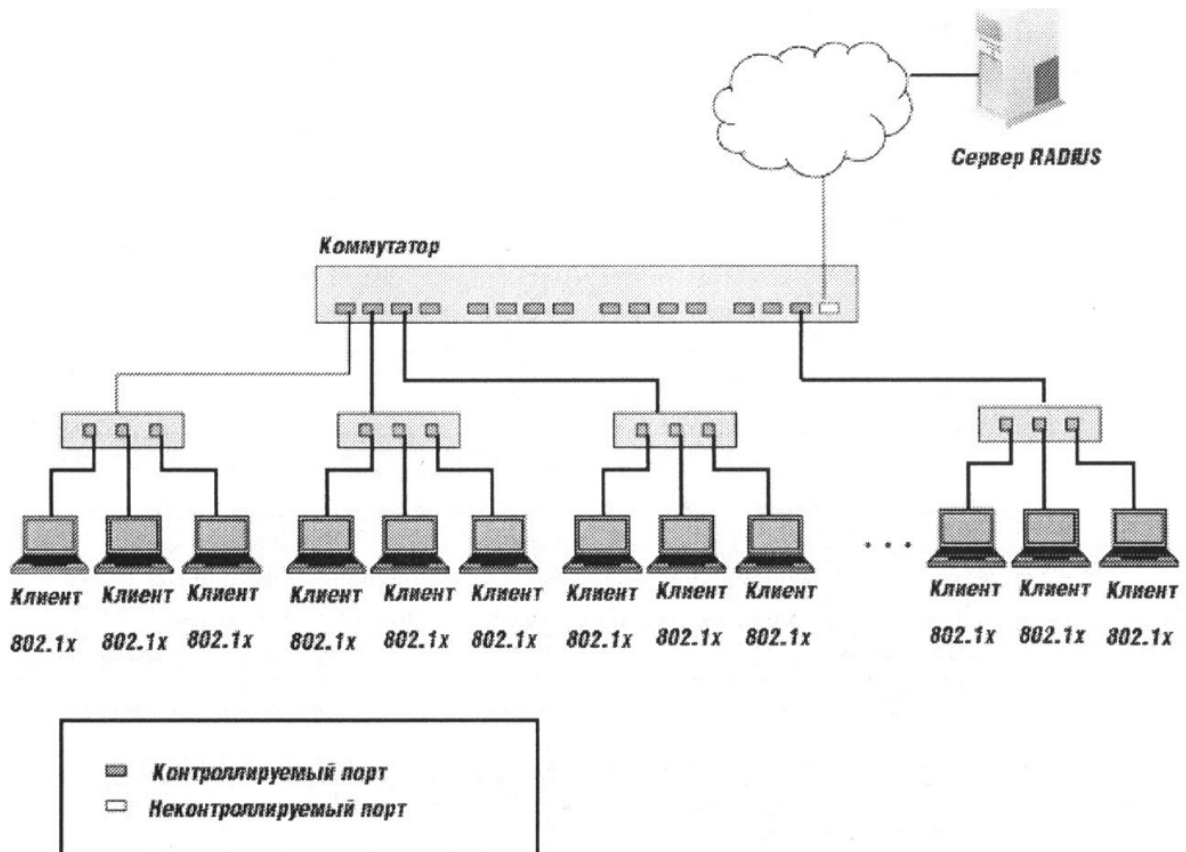 Сервер RADIUS
Коммутатор
Клиент Клиент Клиент Клиент Клиент Клиент Клиент Клиент Клиент Клиент Клиент Клиент
802.1x 802.1x 802.1x 802.1x 802.1x 802.1x 802.1x 802.1x 802.1x 802.1x 802.1x 802.1x
Контроллируемый порт
Неконтроллируемый порт